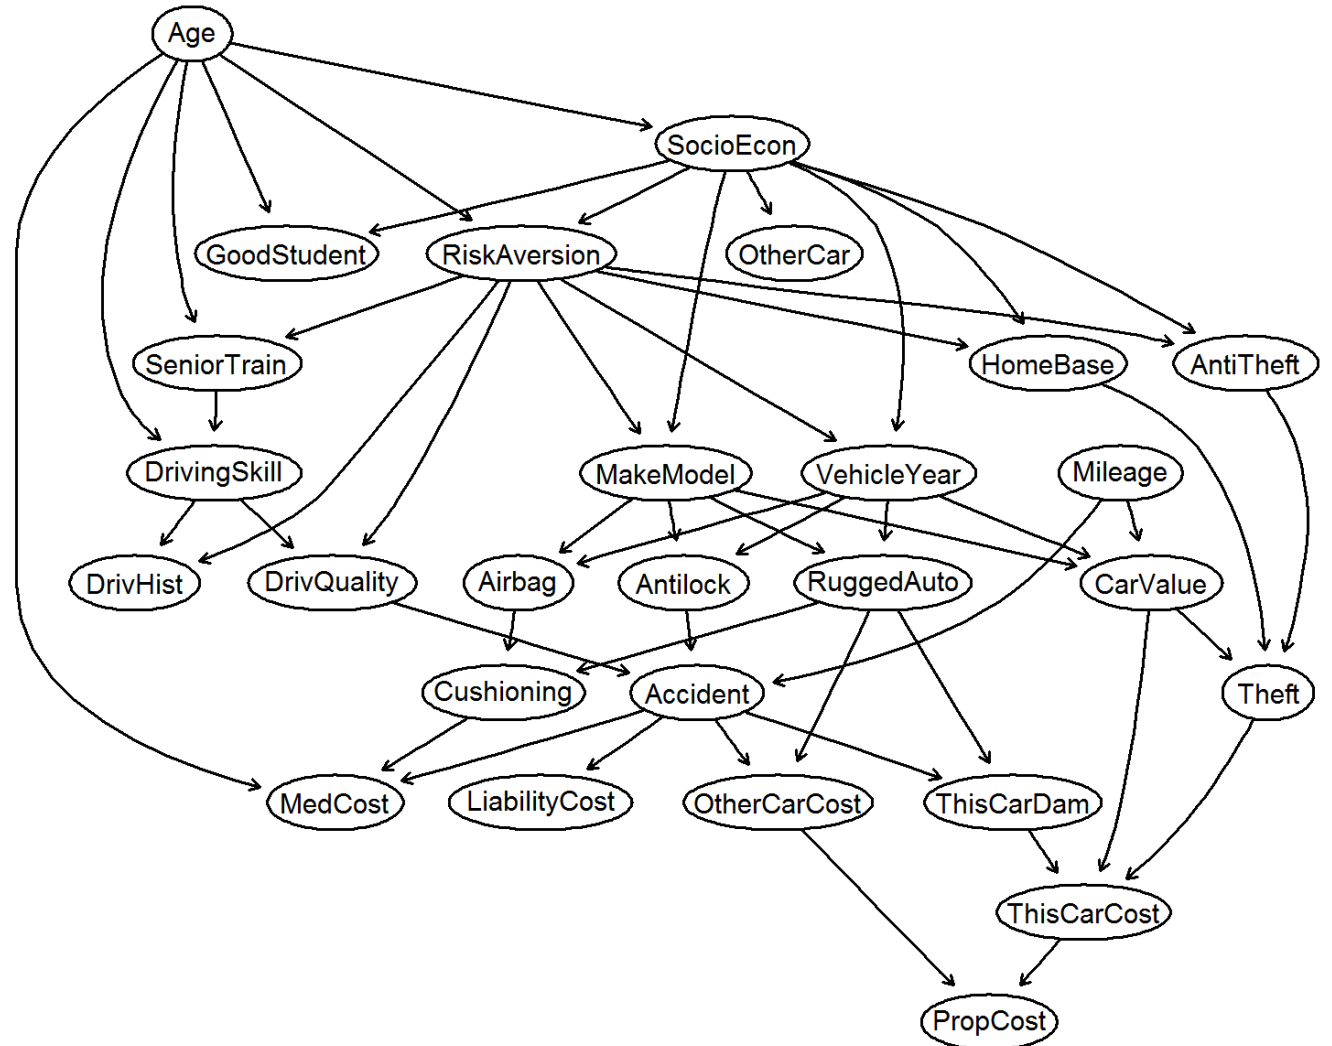 Age
SocioEcon
GoodStudent
RiskAversion
OtherCar
SeniorTrain
HomeBase
AntiTheft
DrivingSkill
MakeModel
VehicleYear
Mileage
DrivHist
DrivQuality
Airbag
Antilock
RuggedAuto
CarValue
Cushioning
Accident
Theft
MedCost
LiabilityCost
OtherCarCost
ThisCarDam
ThisCarCost
PropCost